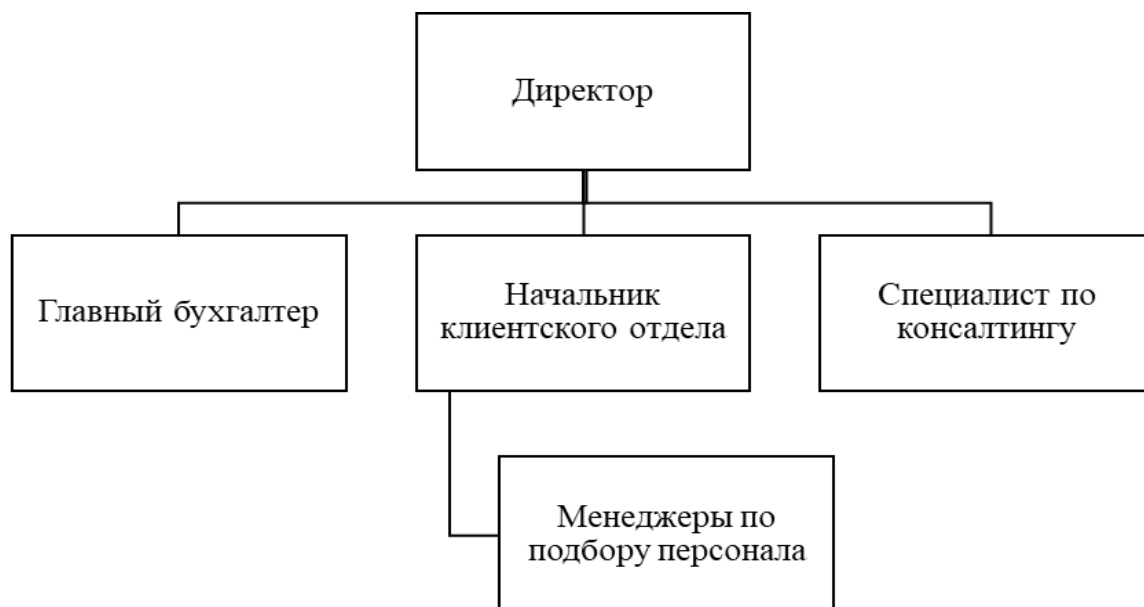 Директор
Главный бухгалтер
Начальник
клиентского отдела
Специалист по
консалтингу
Менеджеры по
подбору персонала